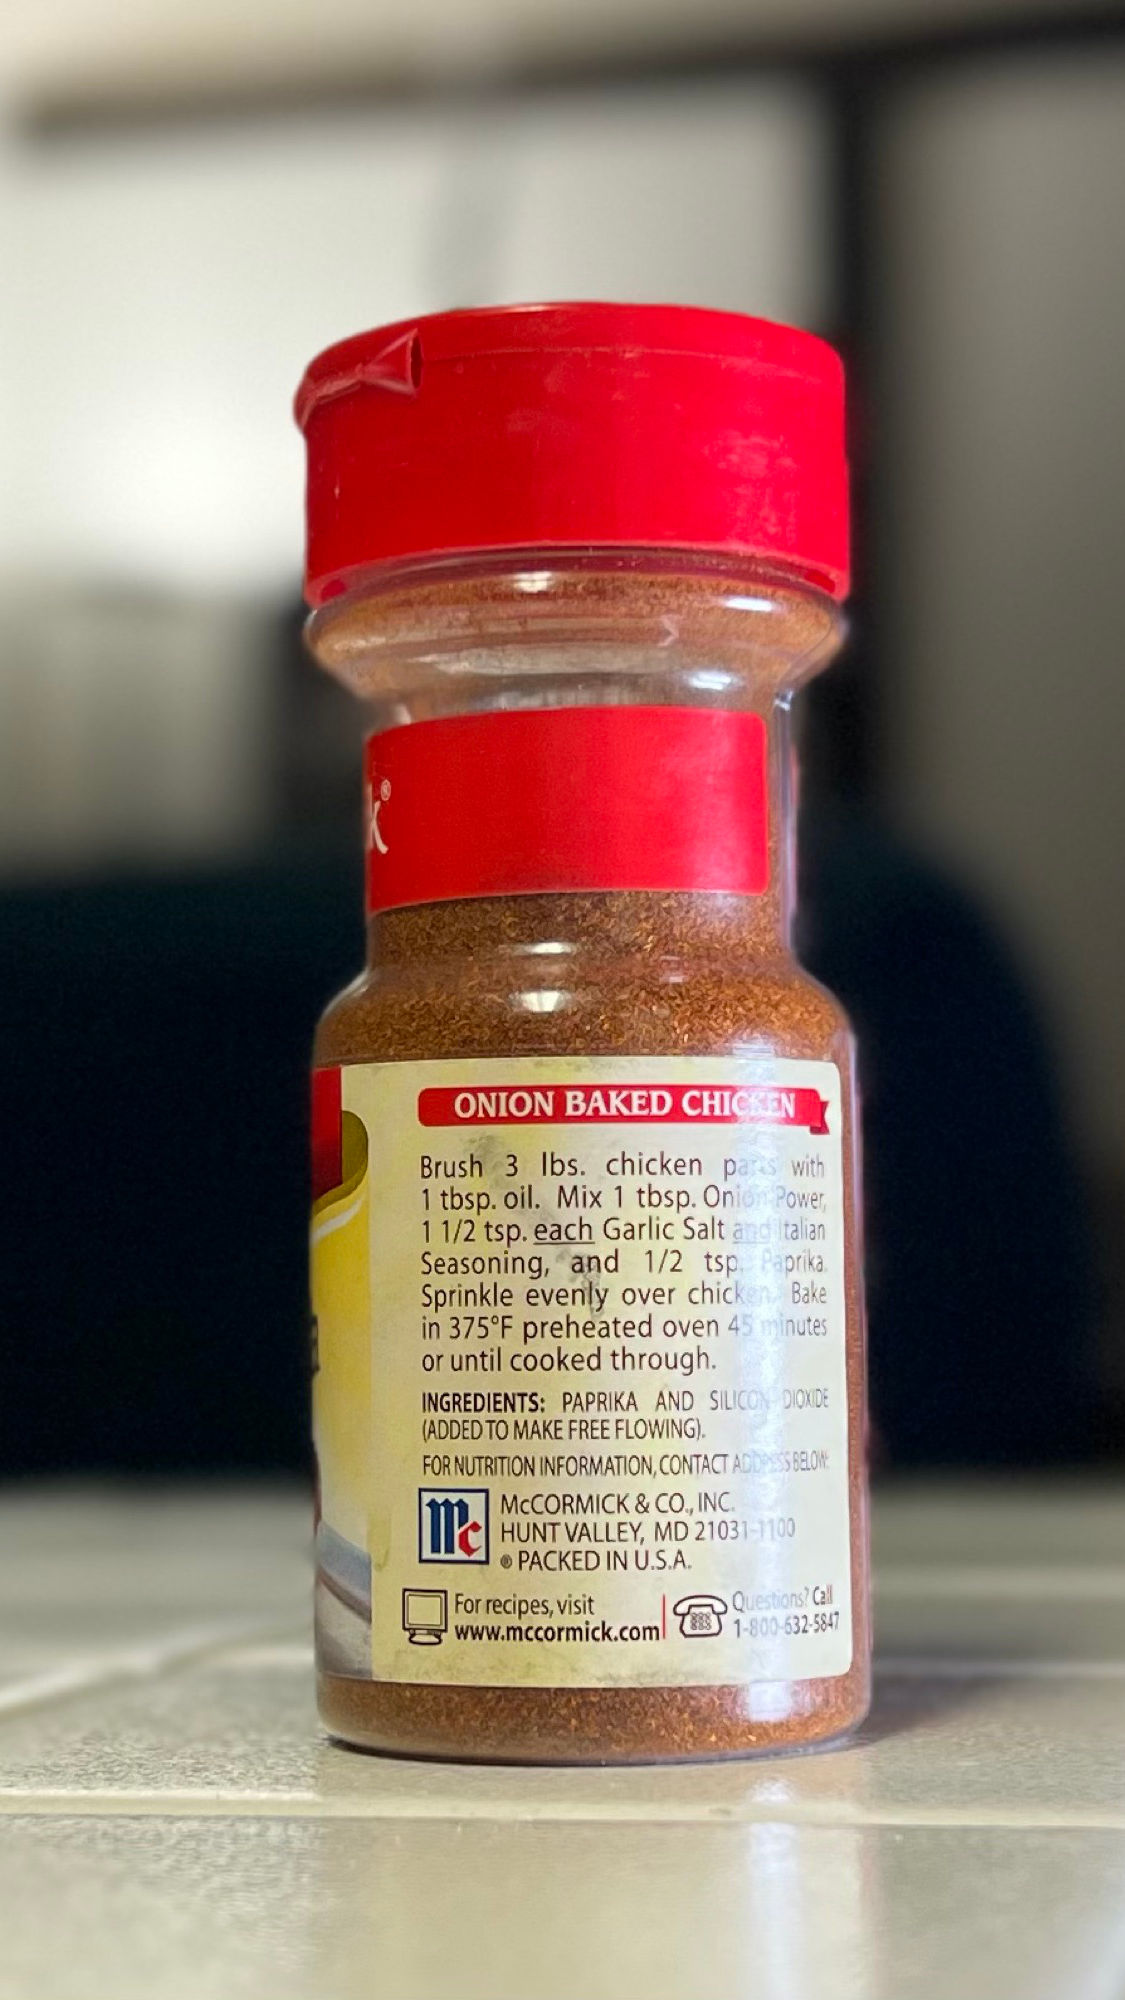 k®
ONION BAKED CHICKEN
Brush 3 lbs. chicken parts with
1 tbsp. oil. Mix 1 tbsp. Onion Power,
1 1/2 tsp. each Garlic Salt and Italian
Seasoning, and 1/2 tsp. Paprika.
Sprinkle evenly over chicken. Bake
in 375°F preheated oven 45 minutes
or until cooked through.
INGREDIENTS: PAPRIKA AND SILICON DIOXIDE
(ADDED TO MAKE FREE FLOWING).
FOR NUTRITION INFORMATION, CONTACT ADDRESS BELOW:
Mc
McCORMICK & CO., INC.
HUNT VALLEY, MD 21031-1100
® PACKED IN U.S.A.
For recipes, visit
www.mccormick.com
Questions? Call
1-800-632-5847